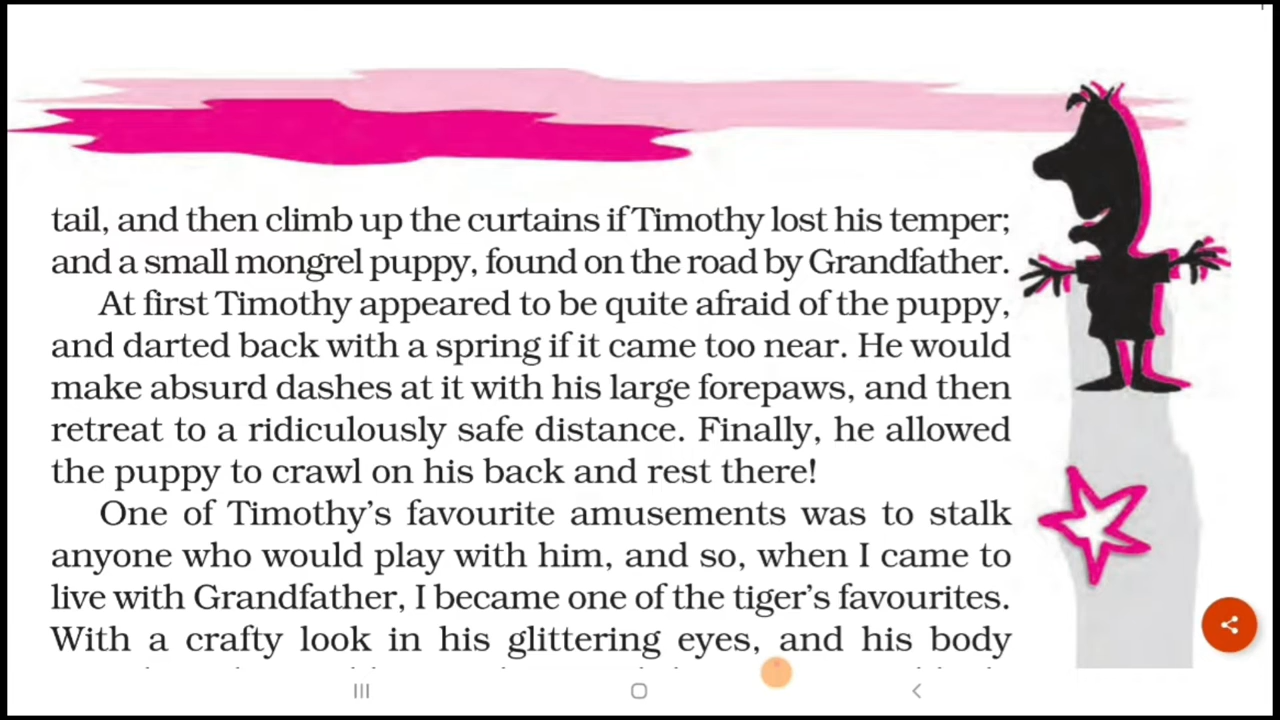 tail, and then climb up the curtains if Timothy lost his temper;
and a small mongrel puppy, found on the road by Grandfather.
At first Timothy appeared to be quite afraid of the puppy,
and darted back with a spring if it came too near. He would
make absurd dashes at it with his large forepaws, and then
retreat to a ridiculously safe distance. Finally, he allowed
the puppy to crawl on his back and rest there!
One of Timothy's favourite amusements was to stalk
anyone who would play with him, and so, when I came to
live with Grandfather, I became one of the tiger's favourites.
With a crafty look in his glittering eyes, and his body